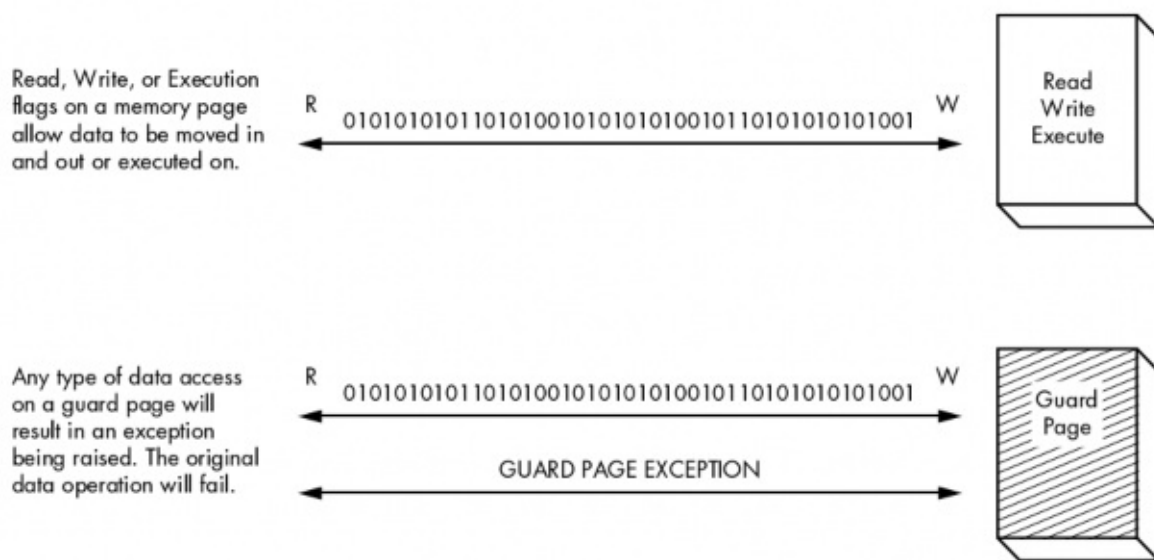 Read, Write, or Execution
flags on a memory page
allow data to be moved in
and out or executed on.
R
0101010101101010010101010100101101010101010101001
W
Read
Write
Execute
Any type of data access
on a guard page will
result in an exception
being raised. The original
data operation will fail.
R
0101010101101010010101010100101101010101010101001
W
GUARD PAGE EXCEPTION
Guard
Page